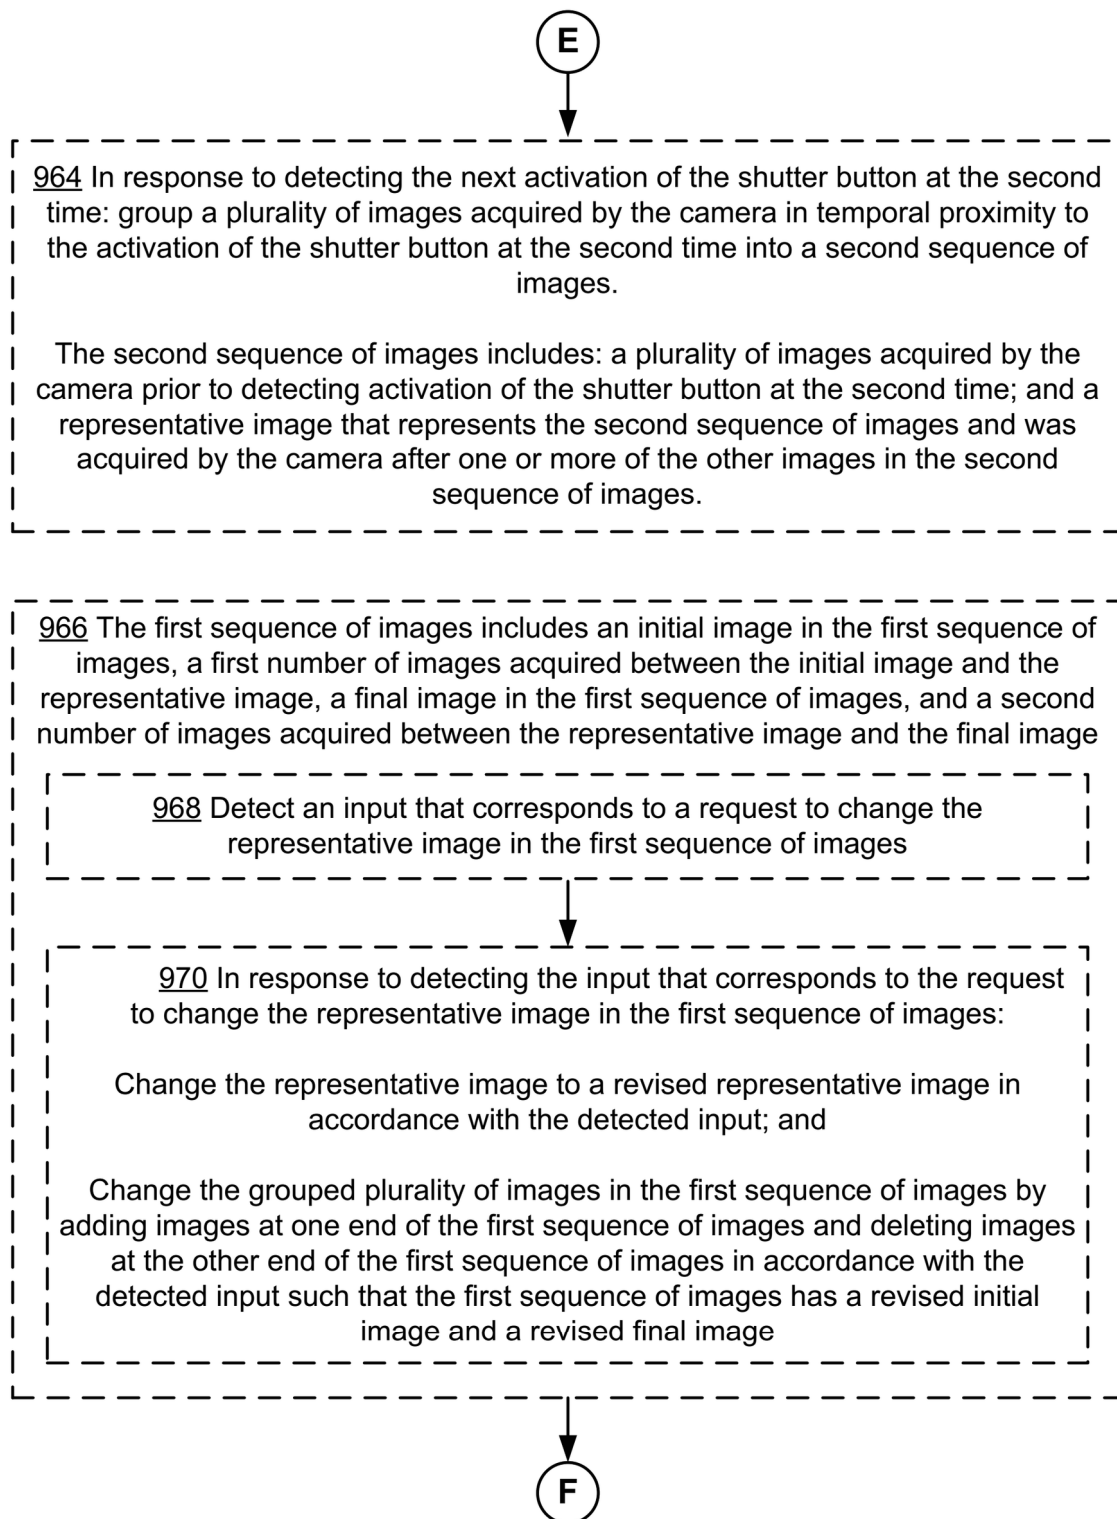 E
964 In response to detecting the next activation of the shutter button at the second
time: group a plurality of images acquired by the camera in temporal proximity to
the activation of the shutter button at the second time into a second sequence of
images.
The second sequence of images includes: a plurality of images acquired by the
camera prior to detecting activation of the shutter button at the second time; and a
representative image that represents the second sequence of images and was
acquired by the camera after one or more of the other images in the second
sequence of images.
966 The first sequence of images includes an initial image in the first sequence of
images, a first number of images acquired between the initial image and the
representative image, a final image in the first sequence of images, and a second
number of images acquired between the representative image and the final image
968 Detect an input that corresponds to a request to change the
representative image in the first sequence of images
970 In response to detecting the input that corresponds to the request
to change the representative image in the first sequence of images:
Change the representative image to a revised representative image in
accordance with the detected input; and
Change the grouped plurality of images in the first sequence of images by
adding images at one end of the first sequence of images and deleting images
at the other end of the first sequence of images in accordance with the
detected input such that the first sequence of images has a revised initial
image and a revised final image
F